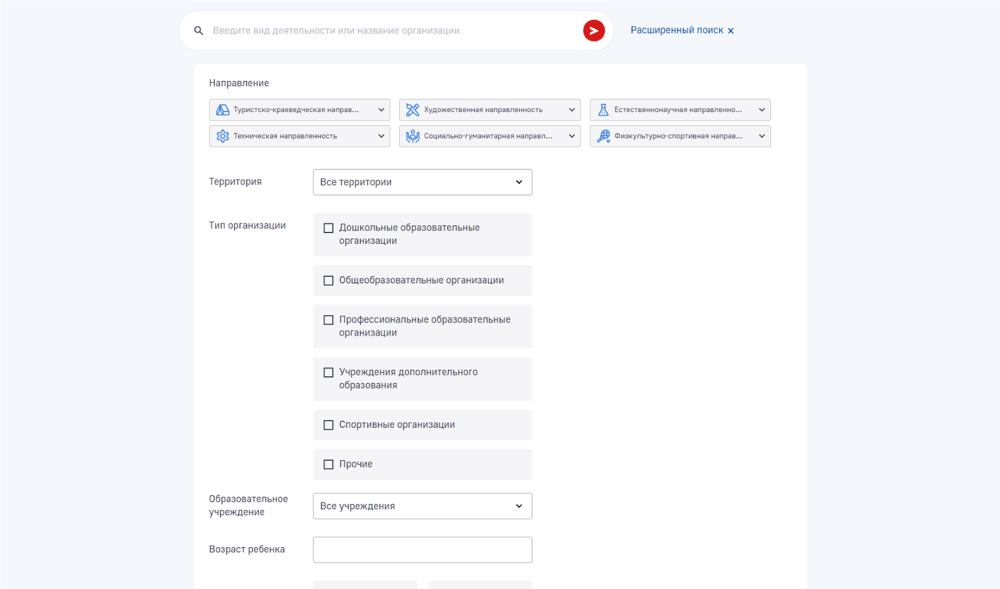 Введите вид деятельности или название организации
Расширенный поиск ×
Направление
Туристско-краеведческая направ...
Художественная направленность
Естественнонаучная направленно...
Техническая направленность
Социально-гуманитарная направл...
Физкультурно-спортивная направ...
Территория
Все территории
Тип организации
Дошкольные образовательные
организации
Общеобразовательные организации
Профессиональные образовательные
организации
Учреждения дополнительного
образования
Спортивные организации
Прочие
Образовательное
учреждение
Все учреждения
Возраст ребенка